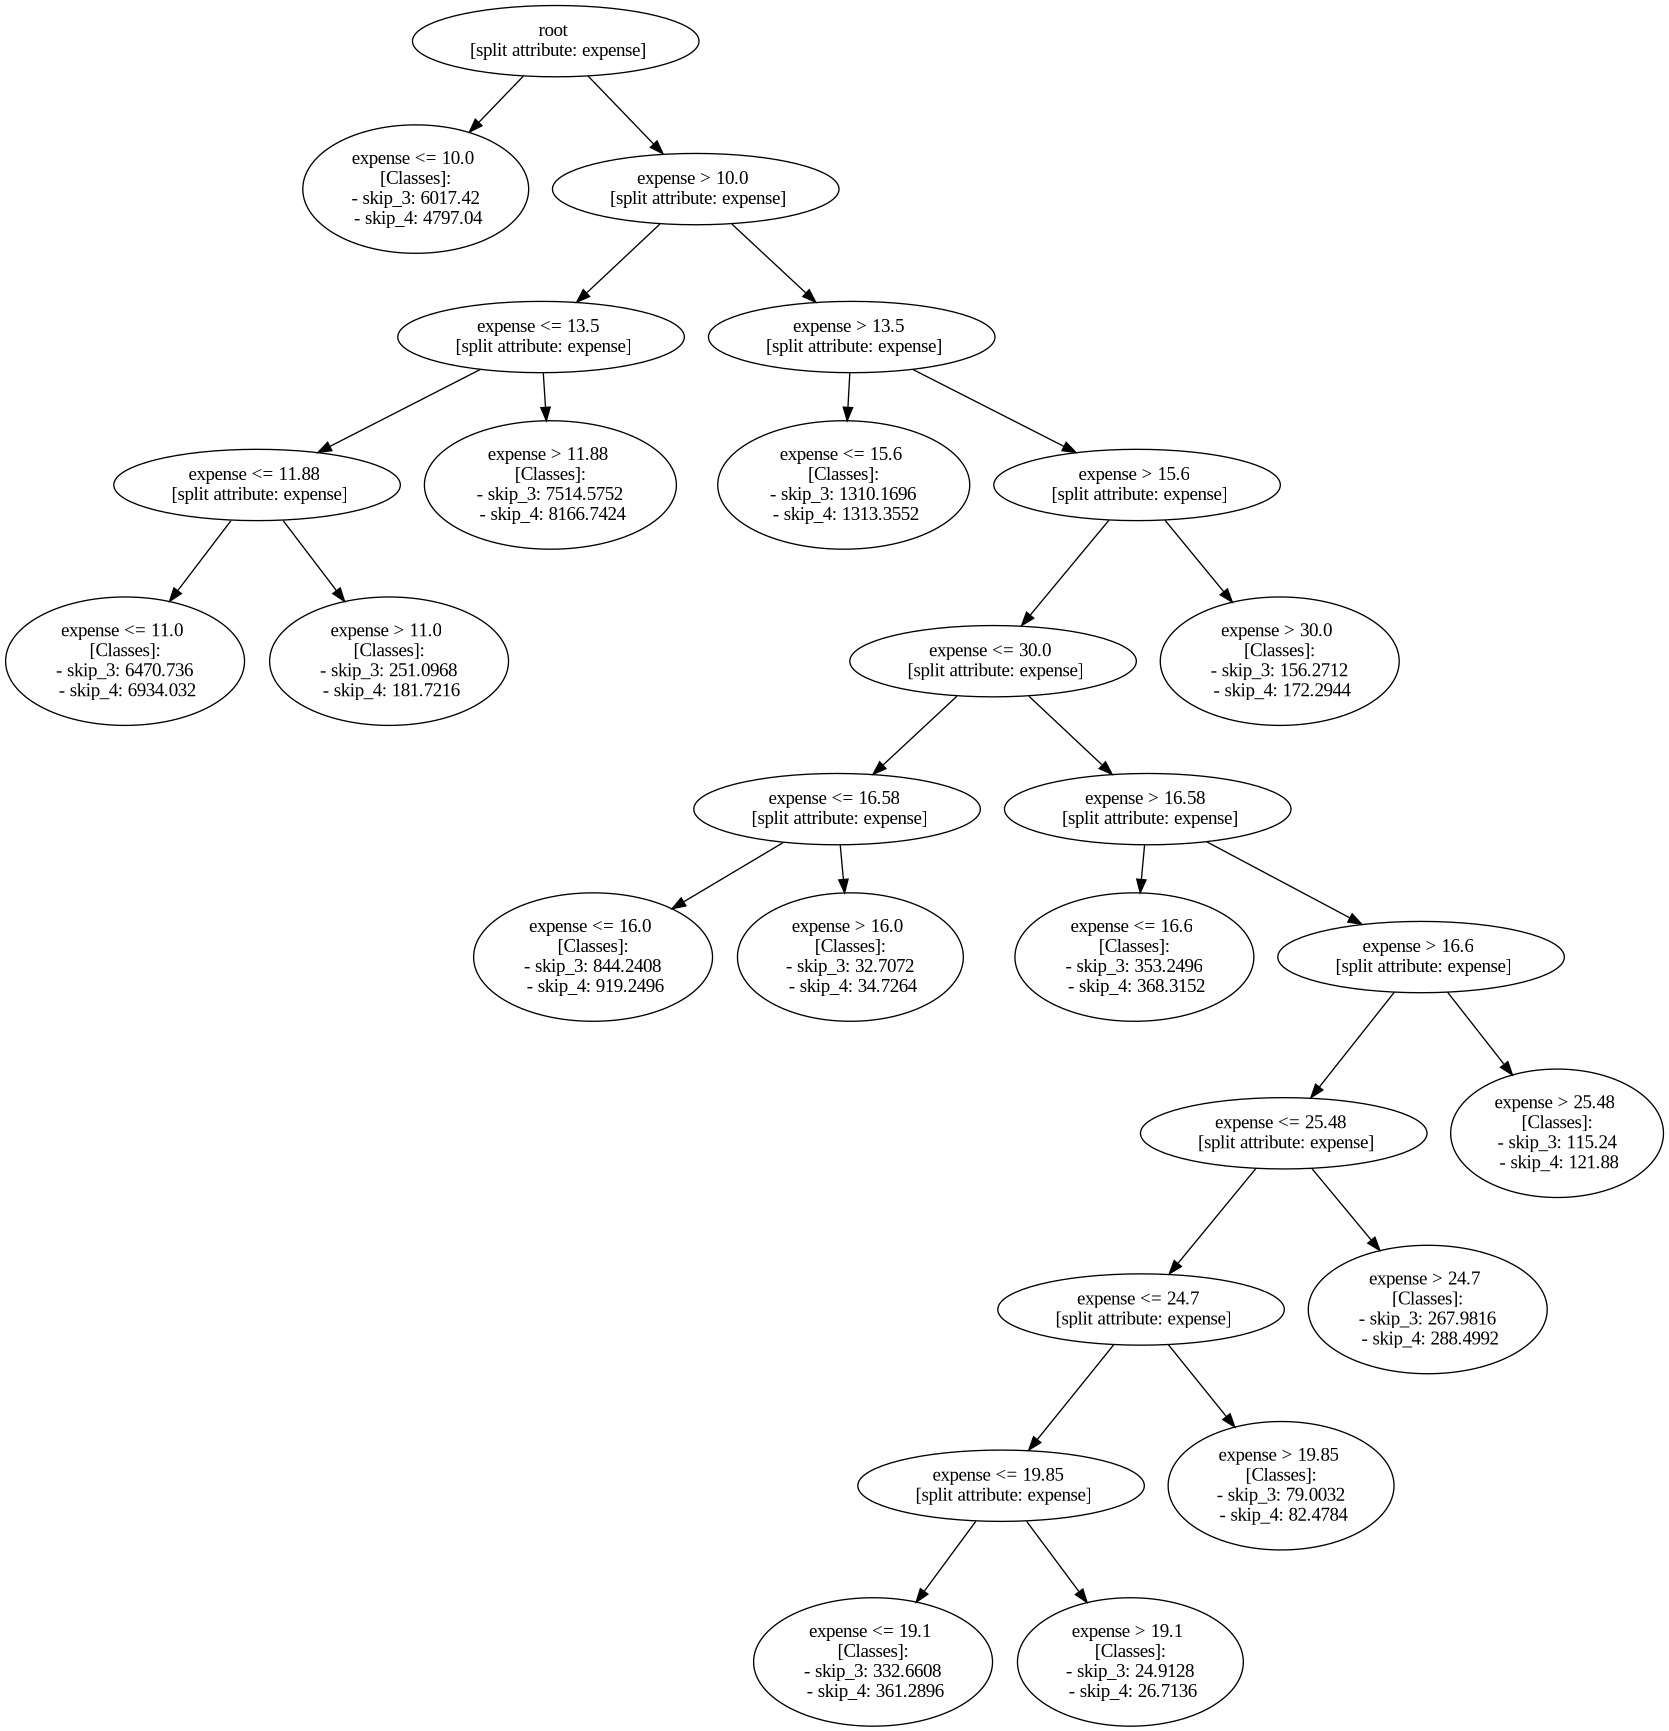 root
[split attribute: expense]
expense <= 10.0
[Classes]:
- skip_3: 6017.42
- skip_4: 4797.04
expense > 10.0
[split attribute: expense]
expense <= 13.5
[split attribute: expense]
expense > 13.5
[split attribute: expense]
expense <= 11.88
[split attribute: expense]
expense > 11.88
[Classes]:
- skip_3: 7514.5752
- skip_4: 8166.7424
expense <= 15.6
[Classes]:
- skip_3: 1310.1696
- skip_4: 1313.3552
expense > 15.6
[split attribute: expense]
expense <= 11.0
[Classes]:
- skip_3: 6470.736
- skip_4: 6934.032
expense > 11.0
[Classes]:
- skip_3: 251.0968
- skip_4: 181.7216
expense <= 30.0
[split attribute: expense]
expense > 30.0
[Classes]:
- skip_3: 156.2712
- skip_4: 172.2944
expense <= 16.58
[split attribute: expense]
expense > 16.58
[split attribute: expense]
expense <= 16.0
[Classes]:
- skip_3: 844.2408
- skip_4: 919.2496
expense > 16.0
[Classes]:
- skip_3: 32.7072
- skip_4: 34.7264
expense <= 16.6
[Classes]:
- skip_3: 353.2496
- skip_4: 368.3152
expense > 16.6
[split attribute: expense]
expense <= 25.48
[split attribute: expense]
expense > 25.48
[Classes]:
- skip_3: 115.24
- skip_4: 121.88
expense <= 24.7
[split attribute: expense]
expense > 24.7
[Classes]:
- skip_3: 267.9816
- skip_4: 288.4992
expense <= 19.85
[split attribute: expense]
expense > 19.85
[Classes]:
- skip_3: 79.0032
- skip_4: 82.4784
expense <= 19.1
[Classes]:
- skip_3: 332.6608
- skip_4: 361.2896
expense > 19.1
[Classes]:
- skip_3: 24.9128
- skip_4: 26.7136